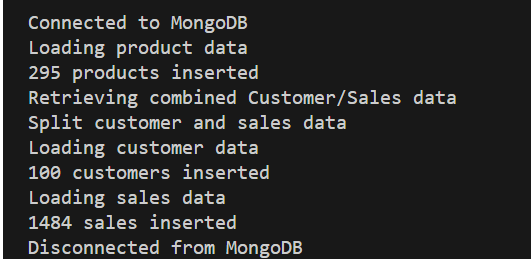 Connected to MongoDB
Loading product data
295 products inserted
Retrieving combined Customer/Sales data
Split customer and sales data
Loading customer data
100 customers inserted
Loading sales data
1484 sales inserted
Disconnected from MongoDB